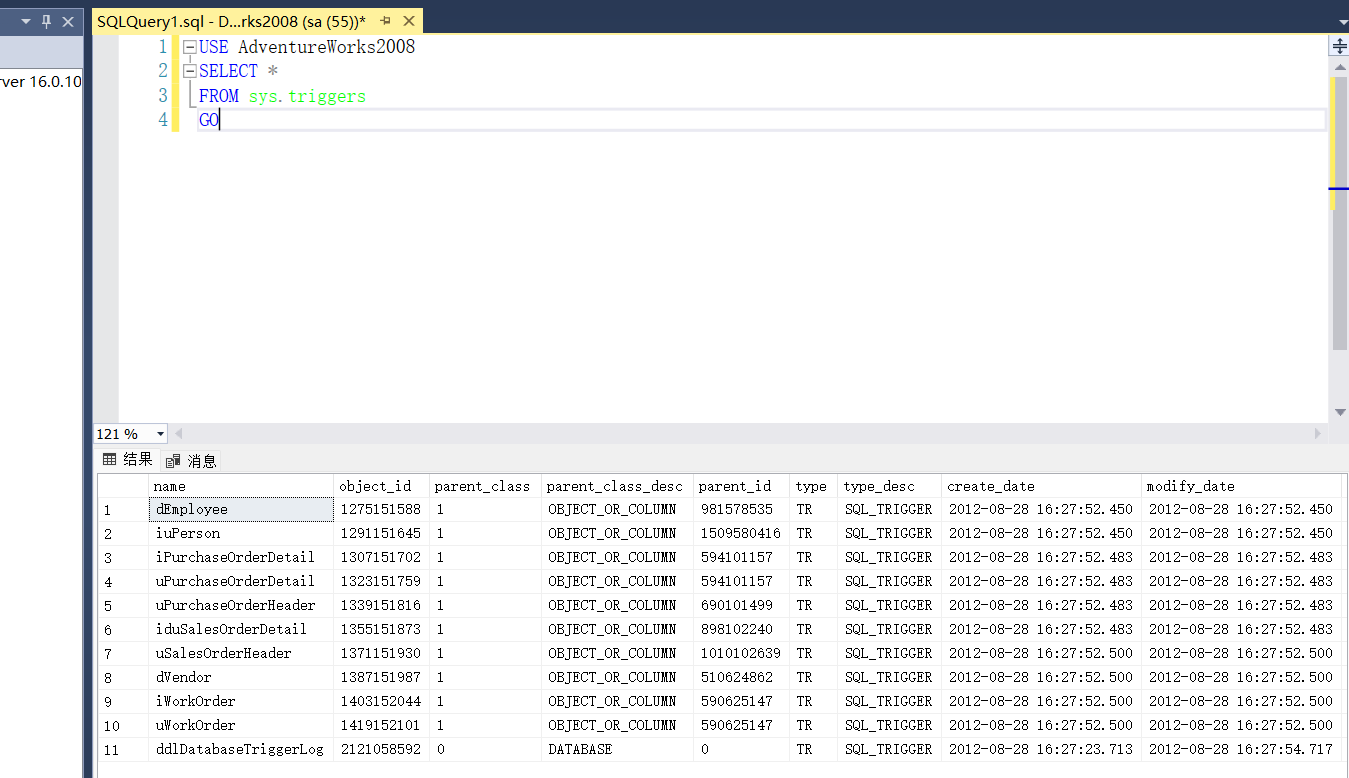 SQLQuery1.sql - D...rks2008 (sa (55))*
rver 16.0.10
1 USE AdventureWorks2008
2 SELECT *
3 FROM sys.triggers
4 GO
121 %
结果 消息
name object_id parent_class parent_class_desc parent_id type type_desc create_date modify_date
1 dEmployee 1275151588 1 OBJECT_OR_COLUMN 981578535 TR SQL_TRIGGER 2012-08-28 16:27:52.450 2012-08-28 16:27:52.450
2 iuPerson 1291151645 1 OBJECT_OR_COLUMN 1509580416 TR SQL_TRIGGER 2012-08-28 16:27:52.450 2012-08-28 16:27:52.450
3 iPurchaseOrderDetail 1307151702 1 OBJECT_OR_COLUMN 594101157 TR SQL_TRIGGER 2012-08-28 16:27:52.483 2012-08-28 16:27:52.483
4 uPurchaseOrderDetail 1323151759 1 OBJECT_OR_COLUMN 594101157 TR SQL_TRIGGER 2012-08-28 16:27:52.483 2012-08-28 16:27:52.483
5 uPurchaseOrderHeader 1339151816 1 OBJECT_OR_COLUMN 690101499 TR SQL_TRIGGER 2012-08-28 16:27:52.483 2012-08-28 16:27:52.483
6 iduSalesOrderDetail 1355151873 1 OBJECT_OR_COLUMN 898102240 TR SQL_TRIGGER 2012-08-28 16:27:52.483 2012-08-28 16:27:52.483
7 uSalesOrderHeader 1371151930 1 OBJECT_OR_COLUMN 1010102639 TR SQL_TRIGGER 2012-08-28 16:27:52.500 2012-08-28 16:27:52.500
8 dVendor 1387151987 1 OBJECT_OR_COLUMN 510624862 TR SQL_TRIGGER 2012-08-28 16:27:52.500 2012-08-28 16:27:52.500
9 iWorkOrder 1403152044 1 OBJECT_OR_COLUMN 590625147 TR SQL_TRIGGER 2012-08-28 16:27:52.500 2012-08-28 16:27:52.500
10 uWorkOrder 1419152101 1 OBJECT_OR_COLUMN 590625147 TR SQL_TRIGGER 2012-08-28 16:27:52.500 2012-08-28 16:27:52.500
11 ddlDatabaseTriggerLog 2121058592 0 DATABASE 0 TR SQL_TRIGGER 2012-08-28 16:27:23.713 2012-08-28 16:27:54.717